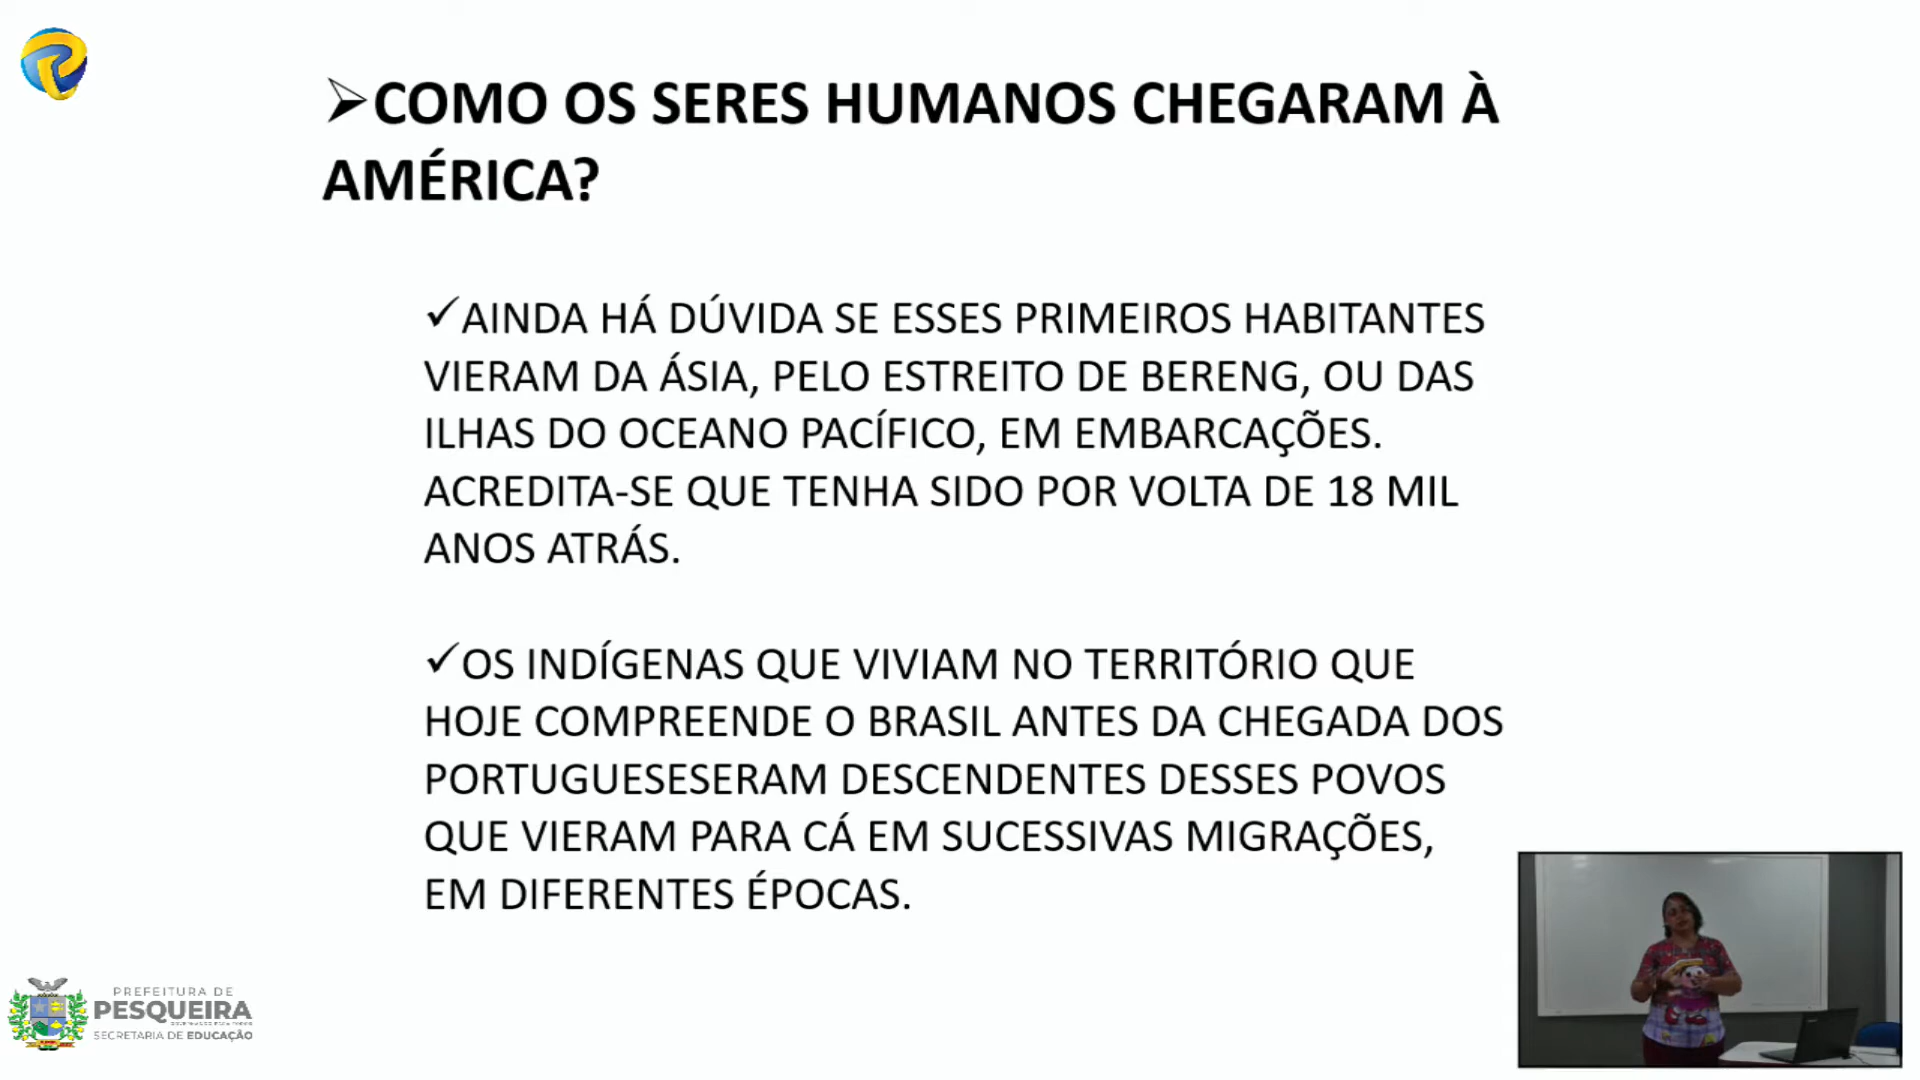 ➢COMO OS SERES HUMANOS CHEGARAM À
AMÉRICA?
✓AINDA HÁ DÚVIDA SE ESSES PRIMEIROS HABITANTES
VIERAM DA ÁSIA, PELO ESTREITO DE BERENG, OU DAS
ILHAS DO OCEANO PACÍFICO, EM EMBARCAÇÕES.
ACREDITA-SE QUE TENHA SIDO POR VOLTA DE 18 MIL
ANOS ATRÁS.
✓OS INDÍGENAS QUE VIVIAM NO TERRITÓRIO QUE
HOJE COMPREENDE O BRASIL ANTES DA CHEGADA DOS
PORTUGUESESERAM DESCENDENTES DESSES POVOS
QUE VIERAM PARA CÁ EM SUCESSIVAS MIGRAÇÕES,
EM DIFERENTES ÉPOCAS.
PREFEITURA DE
PESQUEIRA
SECRETARIA DE EDUCAÇÃO